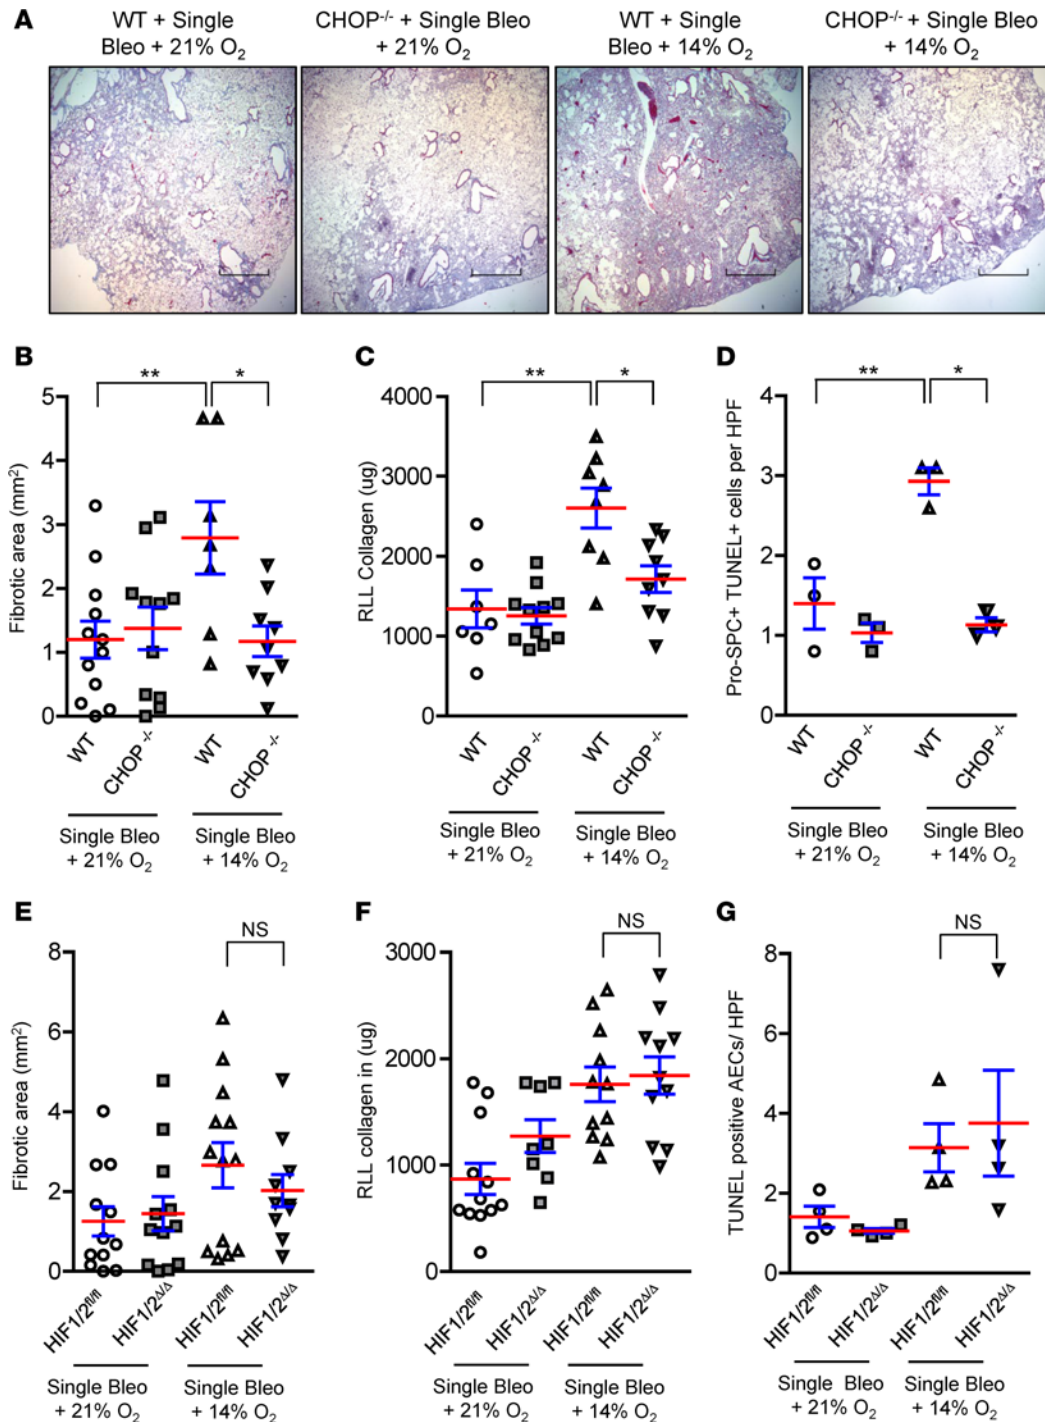 A
WT + Single
Bleo + 21% O₂
CHOP⁻/⁻ + Single Bleo
+ 21% O₂
WT + Single
Bleo + 14% O₂
CHOP⁻/⁻ + Single Bleo
+ 14% O₂
B
** *
Fibrotic area (mm²)
5
4
3
2
1
0
WT
CHOP⁻/⁻
WT
CHOP⁻/⁻
Single Bleo
+ 21% O₂
Single Bleo
+ 14% O₂
C
** *
RLL Collagen (ug)
4000
3000
2000
1000
0
WT
CHOP⁻/⁻
WT
CHOP⁻/⁻
Single Bleo
+ 21% O₂
Single Bleo
+ 14% O₂
D
** *
Pro-SPC+ TUNEL+ cells per HPF
4
3
2
1
0
WT
CHOP⁻/⁻
WT
CHOP⁻/⁻
Single Bleo
+ 21% O₂
Single Bleo
+ 14% O₂
E
NS
Fibrotic area (mm²)
8
6
4
2
0
HIF1/2fl/fl
HIF1/2Δ/Δ
HIF1/2fl/fl
HIF1/2Δ/Δ
Single Bleo
+ 21% O₂
Single Bleo
+ 14% O₂
F
NS
RLL collagen in (ug)
3000
2000
1000
0
HIF1/2fl/fl
HIF1/2Δ/Δ
HIF1/2fl/fl
HIF1/2Δ/Δ
Single Bleo
+ 21% O₂
Single Bleo
+ 14% O₂
G
NS
TUNEL positive AECs/ HPF
8
6
4
2
0
HIF1/2fl/fl
HIF1/2Δ/Δ
HIF1/2fl/fl
HIF1/2Δ/Δ
Single Bleo
+ 21% O₂
Single Bleo
+ 14% O₂